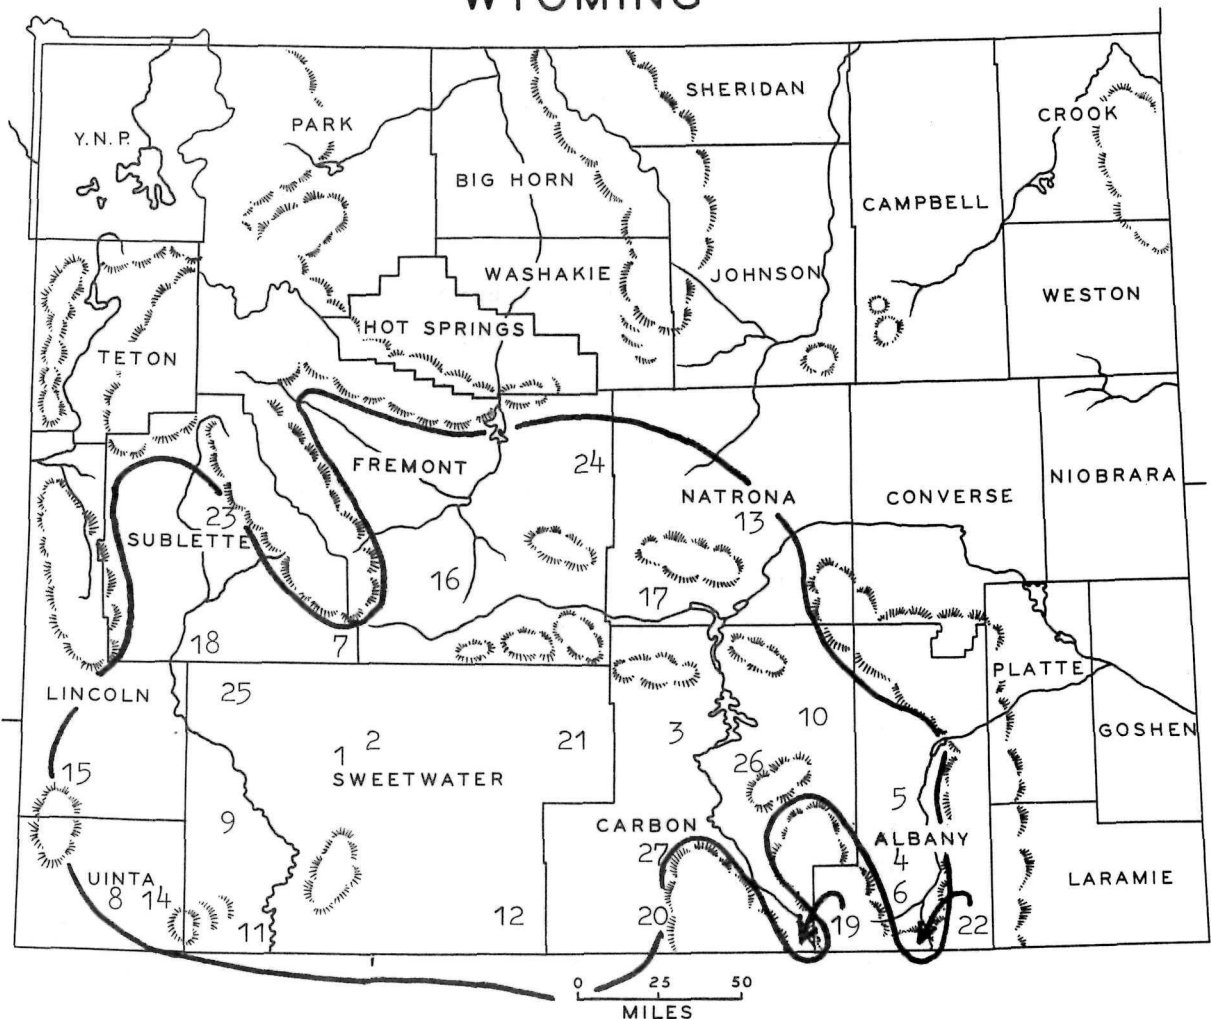 WYOMING
SHERIDAN
CROOK
PARK
Y.N.P.
BIG HORN
CAMPBELL
WASHAKIE
JOHNSON
WESTON
HOT SPRINGS
TETON
FREMONT
24
NIOBRARA
NATRONA
CONVERSE
13
23
SUBLETTE
16
17
18
7
PLATTE
LINCOLN
25
10
GOSHEN
3
21
2
1
SWEETWATER
26
15
5
9
CARBON
ALBANY
27
4
UINTA
8
14
6
LARAMIE
12
20
19
22
11
0 25 50
MILES